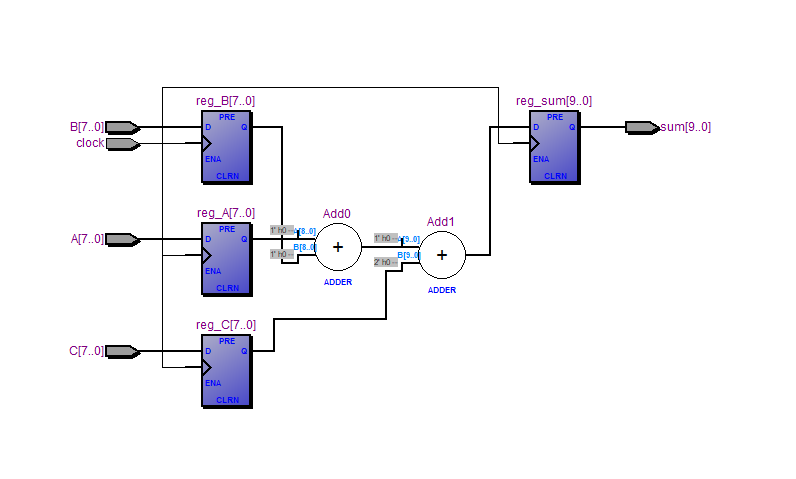 reg_B[7..0]
reg_sum[9..0]
PRE
PRE
B[7..0]
D
Q
D
Q
sum[9..0]
clock
ENA
ENA
CLRN
CLRN
reg_A[7..0]
Add0
Add1
PRE
1' h0 --
A[8..0]
A[7..0]
D
Q
1' h0 --
A[9..0]
+
B[8..0]
1' h0 --
+
B[9..0]
2' h0 --
ENA
CLRN
ADDER
ADDER
reg_C[7..0]
PRE
C[7..0]
D
Q
ENA
CLRN